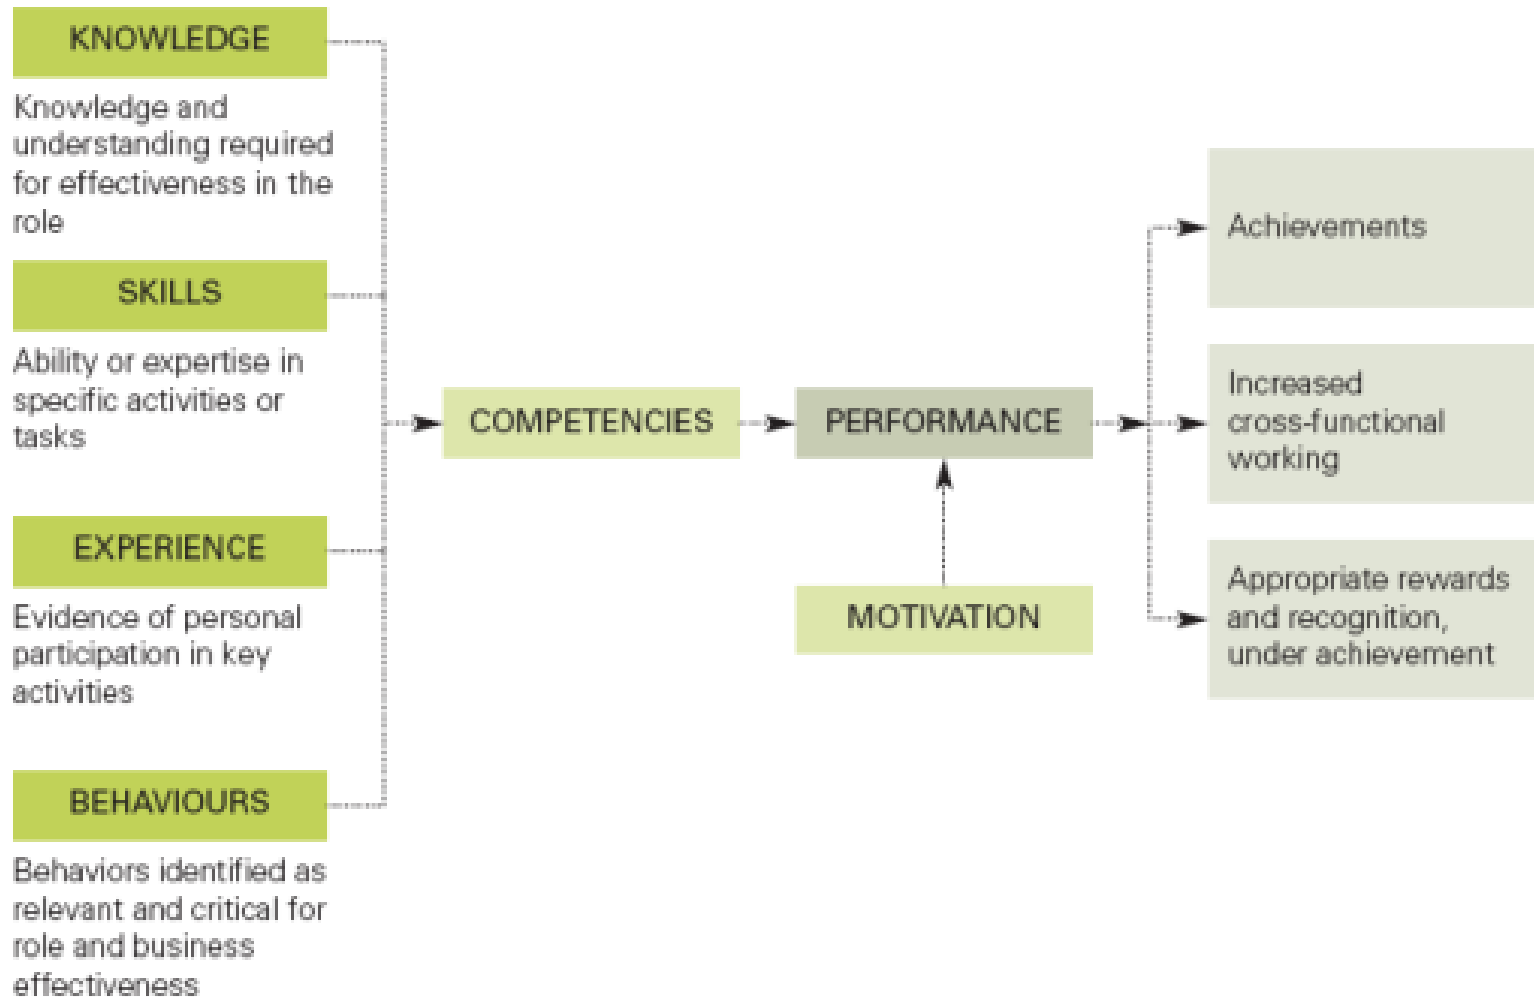 KNOWLEDGE
Knowledge and
understanding required
for effectiveness in the
role
SKILLS
Ability or expertise in
specific activities or
tasks
EXPERIENCE
Evidence of personal
participation in key
activities
BEHAVIOURS
Behaviors identified as
relevant and critical for
role and business
effectiveness
COMPETENCIES
PERFORMANCE
MOTIVATION
Achievements
Increased
cross-functional
working
Appropriate rewards
and recognition,
under achievement